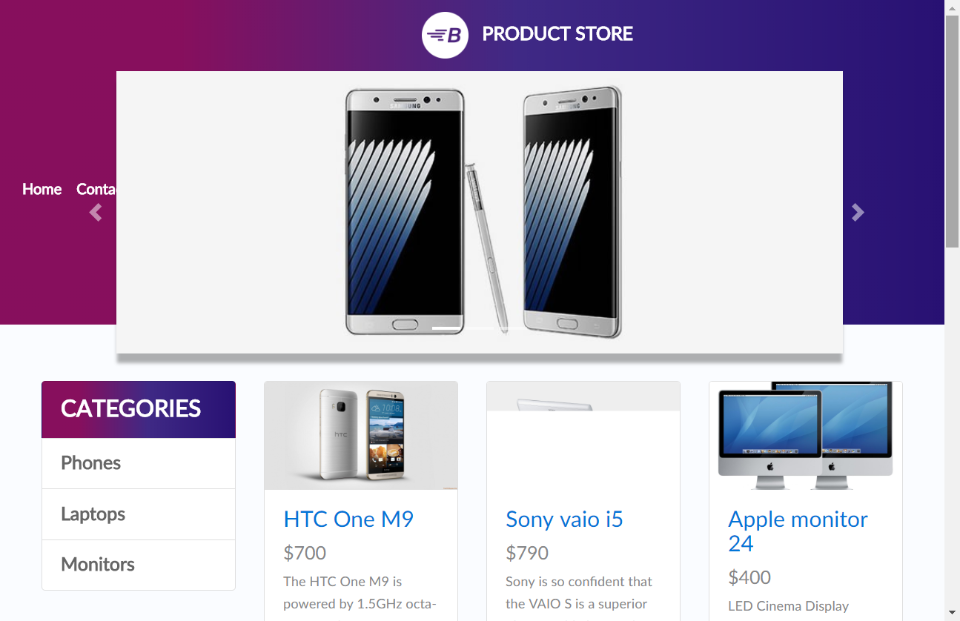 B PRODUCT STORE
SAMSUNG
Home Conta
CATEGORIES
Phones
Laptops
Monitors
HTC One M9
$700
The HTC One M9 is
powered by 1.5GHz octa-
Sony vaio i5
$790
Sony is so confident that
the VAIO S is a superior
Apple monitor
24
$400
LED Cinema Display